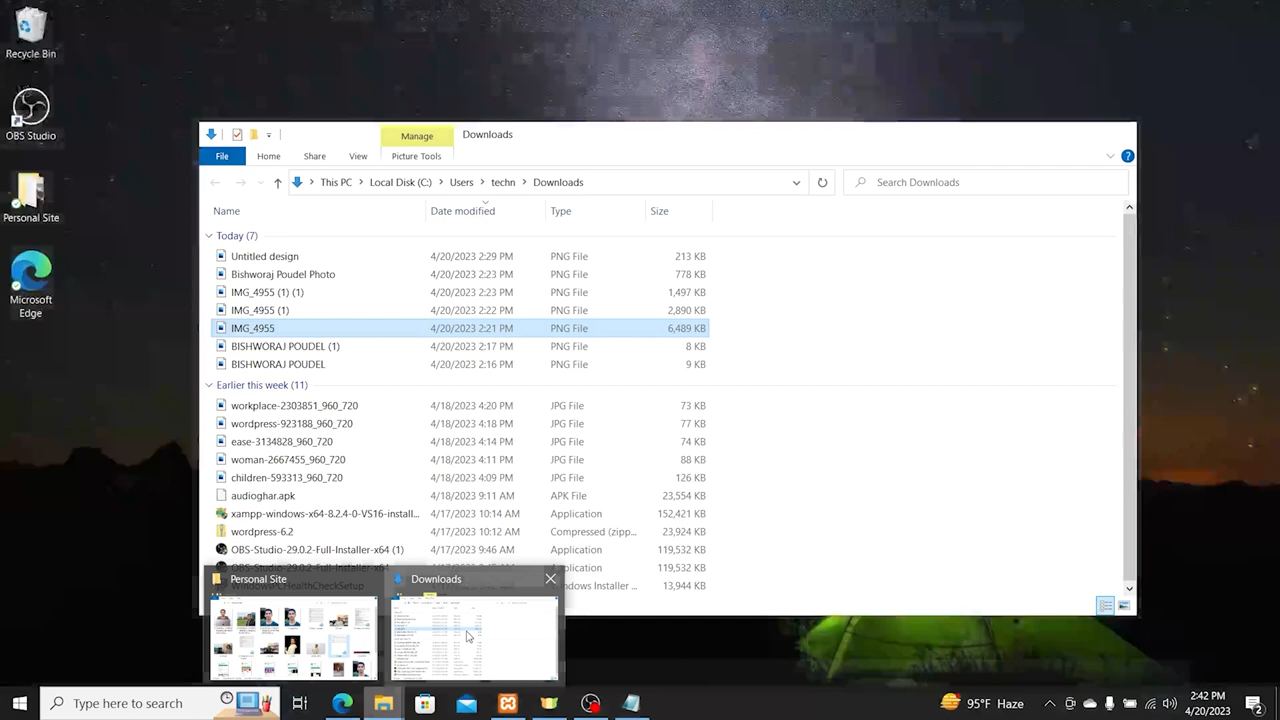 Recycle Bin
OBS Studio
Personal Site
Microsoft
Edge
Manage
Downloads
File
Home
Share
View
Picture Tools
This PC > Local Disk (C:) > Users > techn > Downloads
Search Downloads
Name
Date modified
Type
Size
Today (7)
Untitled design 4/20/2023 2:29 PM PNG File 213 KB
Bishworaj Poudel Photo 4/20/2023 2:23 PM PNG File 778 KB
IMG_4955 (1) (1) 4/20/2023 2:23 PM PNG File 1,497 KB
IMG_4955 (1) 4/20/2023 2:22 PM PNG File 2,890 KB
IMG_4955 4/20/2023 2:21 PM PNG File 6,489 KB
BISHWORAJ POUDEL (1) 4/20/2023 2:17 PM PNG File 8 KB
BISHWORAJ POUDEL 4/20/2023 2:16 PM PNG File 9 KB
Earlier this week (11)
workplace-2303851_960_720 4/18/2023 4:20 PM JPG File 73 KB
wordpress-923188_960_720 4/18/2023 4:18 PM JPG File 77 KB
ease-3134828_960_720 4/18/2023 4:14 PM JPG File 74 KB
woman-2667455_960_720 4/18/2023 4:11 PM JPG File 88 KB
children-593313_960_720 4/18/2023 4:09 PM JPG File 126 KB
audioghar.apk 4/18/2023 9:11 AM APK File 23,554 KB
xampp-windows-x64-8.2.4-0-VS16-install... 4/17/2023 10:14 AM Application 152,421 KB
wordpress-6.2 4/17/2023 10:12 AM Compressed (zipp... 23,924 KB
OBS-Studio-29.0.2-Full-Installer-x64 (1) 4/17/2023 9:46 AM Application 119,532 KB
OBS-Studio-29.0.2-Full-Installer-x64 Application 119,532 KB
WindowsPCHealthCheckSetup Windows Installer ... 13,944 KB
Personal Site
Downloads
Type here to search
95°F Haze
2:42 PM
4/20/2023
2